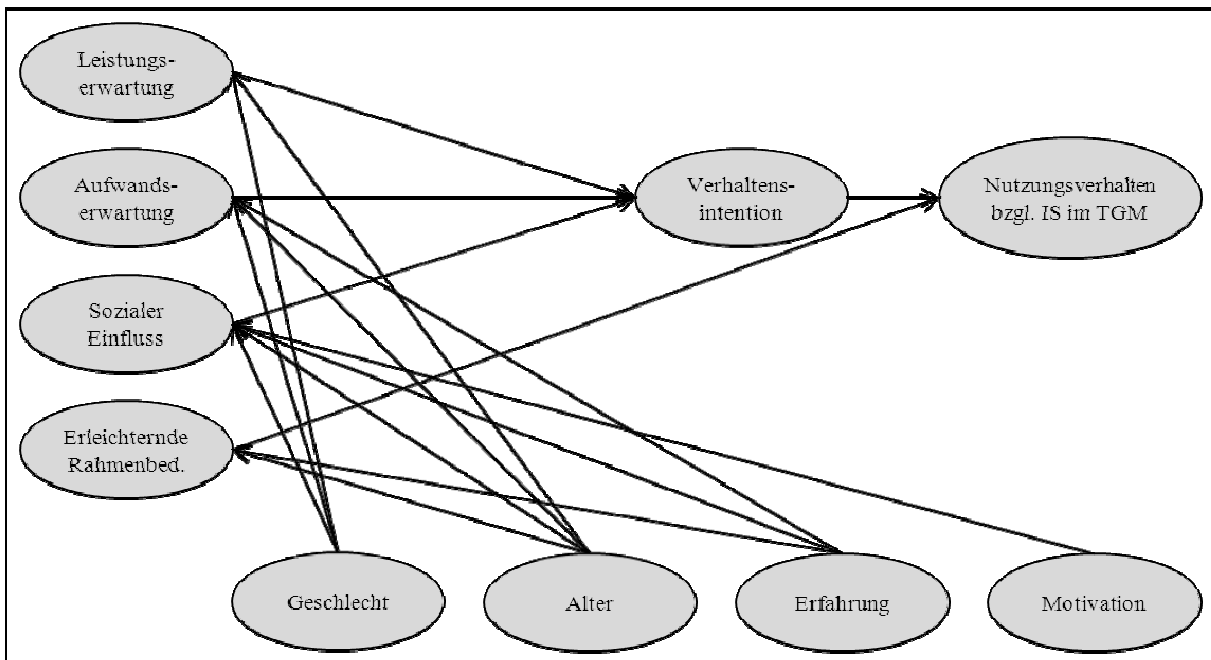 Leistungs-
erwartung
Aufwands-
erwartung
Verhaltens-
intention
Nutzungsverhalten
bzgl. IS im TGM
Sozialer
Einfluss
Erleichternde
Rahmenbed.
Geschlecht
Alter
Erfahrung
Motivation